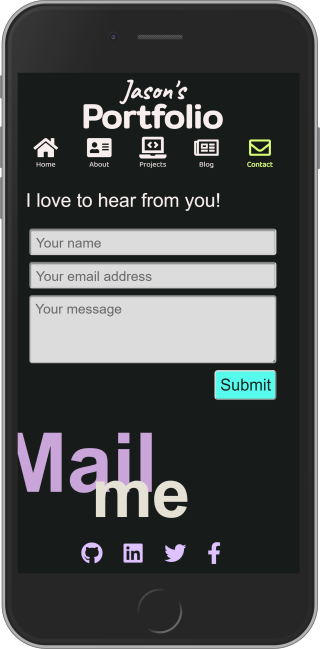 Jason's
Portfolio
Home About Projects Blog Contact
I love to hear from you!
Your name
Your email address
Your message
Submit
Mail
me